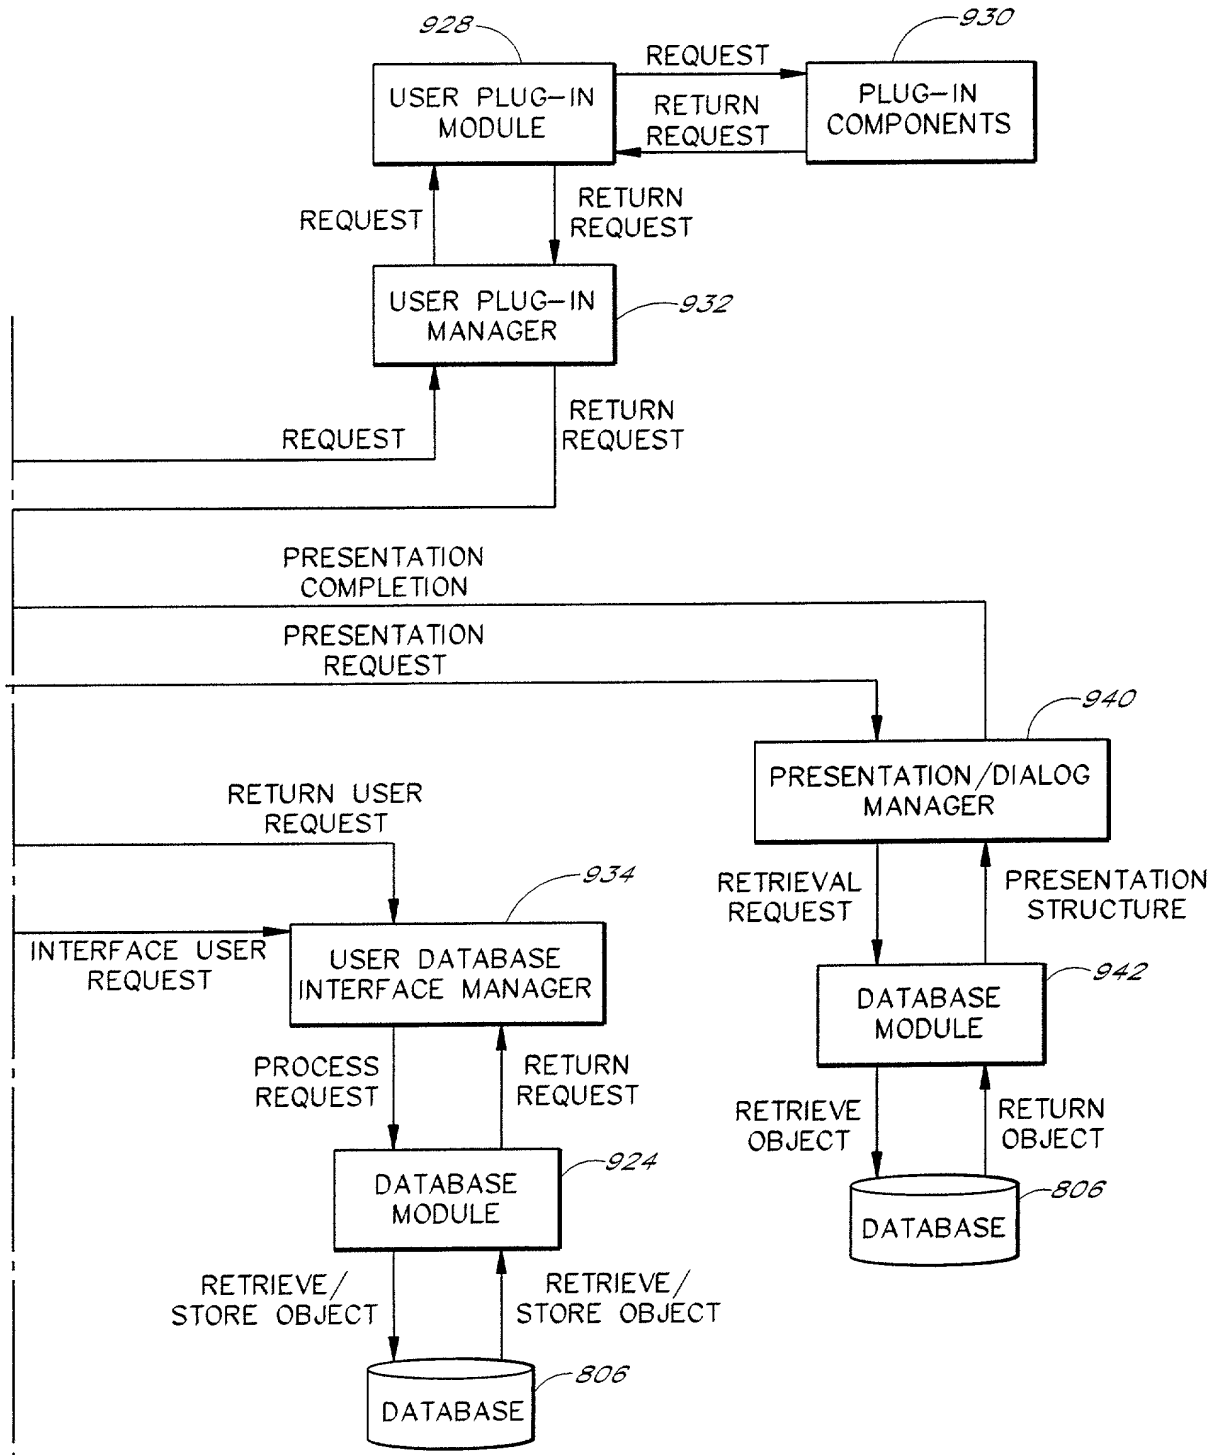 928
930
USER PLUG-IN
MODULE
REQUEST
RETURN
REQUEST
PLUG-IN
COMPONENTS
REQUEST
RETURN
REQUEST
USER PLUG-IN
MANAGER
932
REQUEST
RETURN
REQUEST
PRESENTATION
COMPLETION
PRESENTATION
REQUEST
940
PRESENTATION/DIALOG
MANAGER
RETURN USER
REQUEST
934
RETRIEVAL
REQUEST
PRESENTATION
STRUCTURE
INTERFACE USER
REQUEST
USER DATABASE
INTERFACE MANAGER
942
DATABASE
MODULE
PROCESS
REQUEST
RETURN
REQUEST
RETRIEVE
OBJECT
RETURN
OBJECT
924
DATABASE
MODULE
806
DATABASE
RETRIEVE/
STORE OBJECT
RETRIEVE/
STORE OBJECT
806
DATABASE